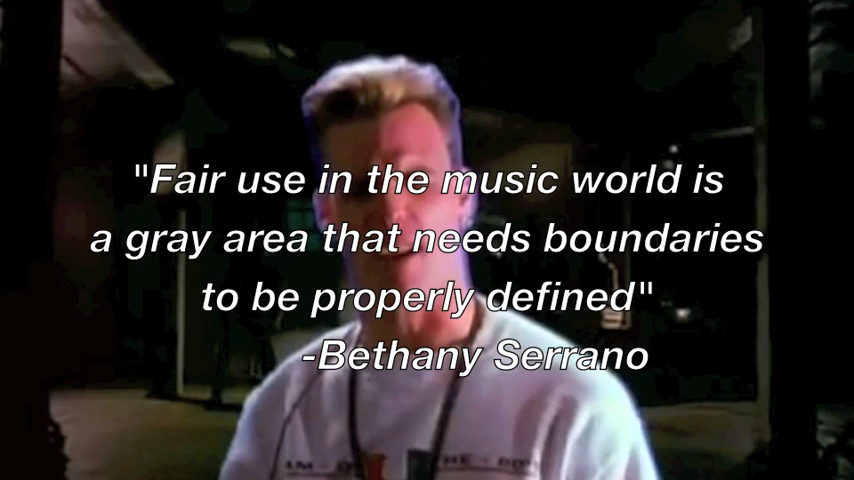 "Fair use in the music world is
a gray area that needs boundaries
to be properly defined"
-Bethany Serrano